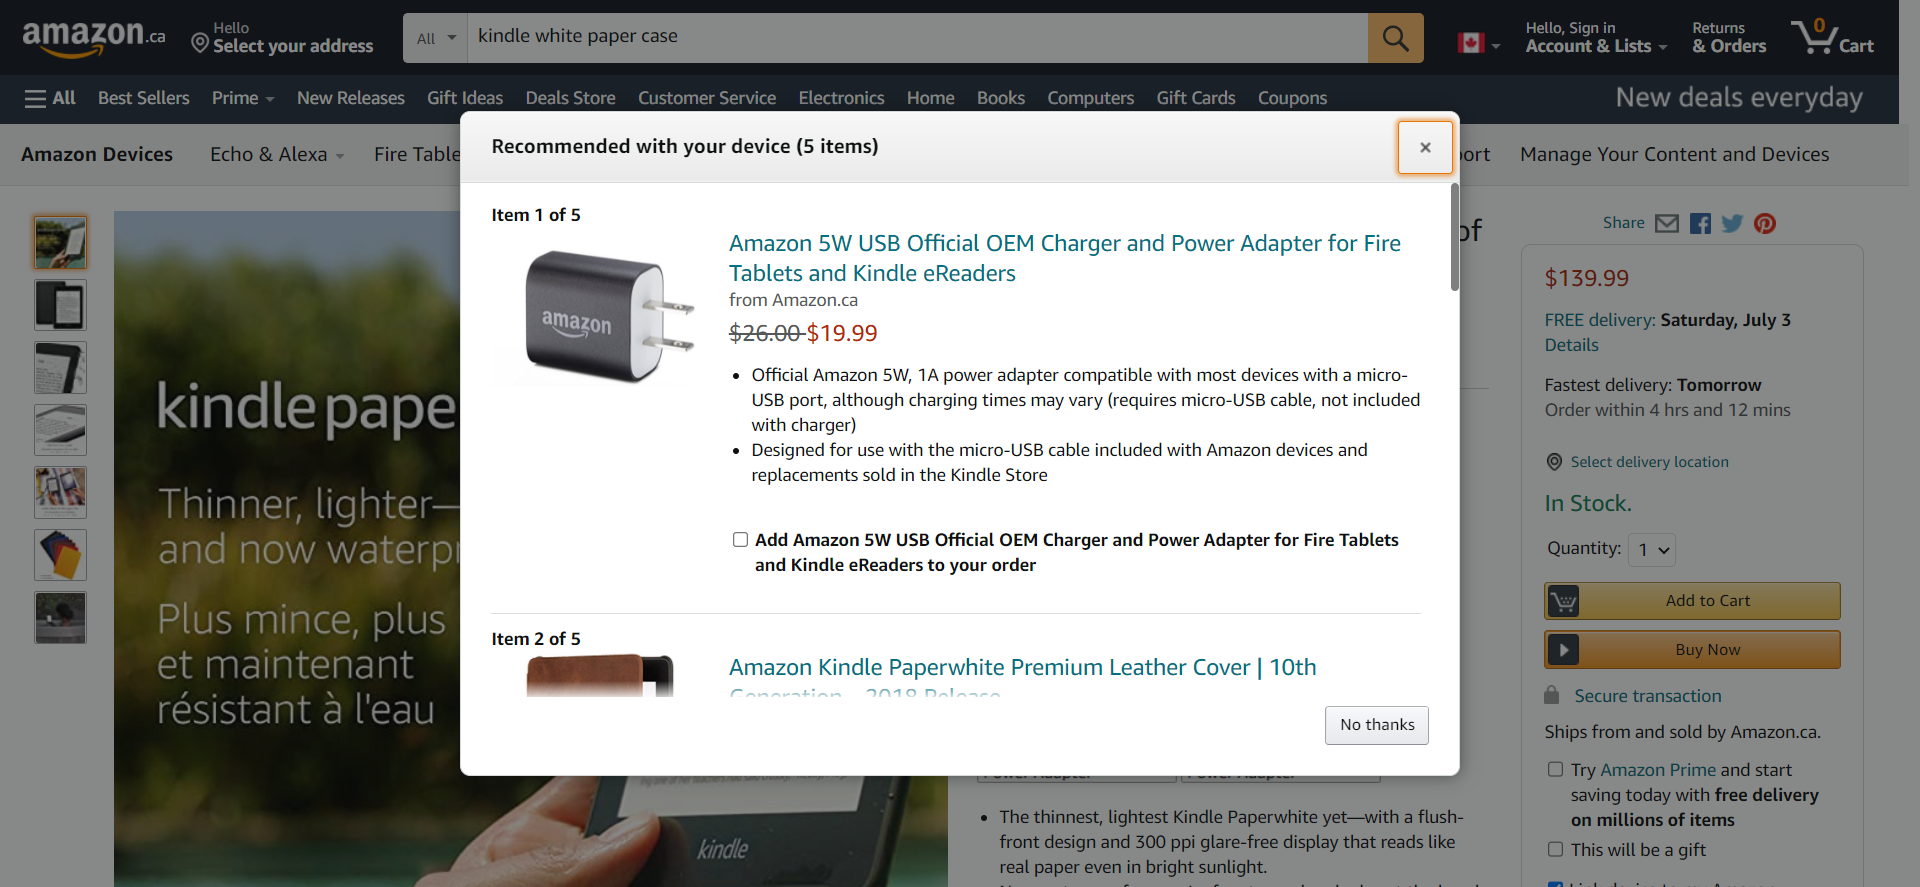 amazon.ca
Hello
Select your address
All
kindle white paper case
Hello, Sign in
Account & Lists
Returns
& Orders
0
Cart
All
Best Sellers
Prime
New Releases
Gift Ideas
Deals Store
Customer Service
Electronics
Home
Books
Computers
Gift Cards
Coupons
New deals everyday
Amazon Devices
Echo & Alexa
Fire Table
ort
Manage Your Content and Devices
Recommended with your device (5 items)
×
Item 1 of 5
amazon
Amazon 5W USB Official OEM Charger and Power Adapter for Fire
Tablets and Kindle eReaders
from Amazon.ca
$26.00 $19.99
• Official Amazon 5W, 1A power adapter compatible with most devices with a micro-
USB port, although charging times may vary (requires micro-USB cable, not included
with charger)
• Designed for use with the micro-USB cable included with Amazon devices and
replacements sold in the Kindle Store
Add Amazon 5W USB Official OEM Charger and Power Adapter for Fire Tablets
and Kindle eReaders to your order
Item 2 of 5
Amazon Kindle Paperwhite Premium Leather Cover | 10th
Generation - 2018 Release
No thanks
kindle pape
Thinner, lighter—
and now waterp
Plus mince, plus
et maintenant
résistant à l'eau
kindle
of
• The thinnest, lightest Kindle Paperwhite yet—with a flush-
front design and 300 ppi glare-free display that reads like
real paper even in bright sunlight.
Share
$139.99
FREE delivery: Saturday, July 3
Details
Fastest delivery: Tomorrow
Order within 4 hrs and 12 mins
Select delivery location
In Stock.
Quantity: 1
Add to Cart
Buy Now
Secure transaction
Ships from and sold by Amazon.ca.
Try Amazon Prime and start
saving today with free delivery
on millions of items
This will be a gift